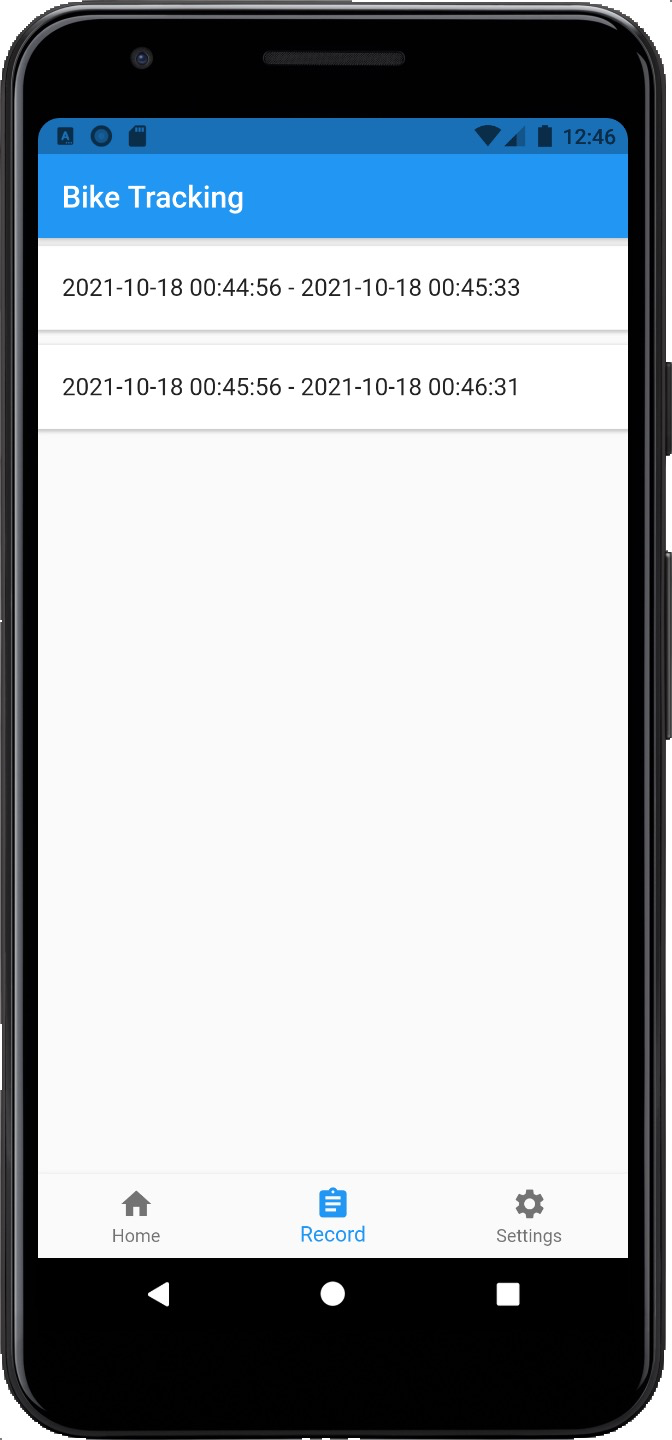 12:46
Bike Tracking
2021-10-18 00:44:56 - 2021-10-18 00:45:33
2021-10-18 00:45:56 - 2021-10-18 00:46:31
Home
Record
Settings